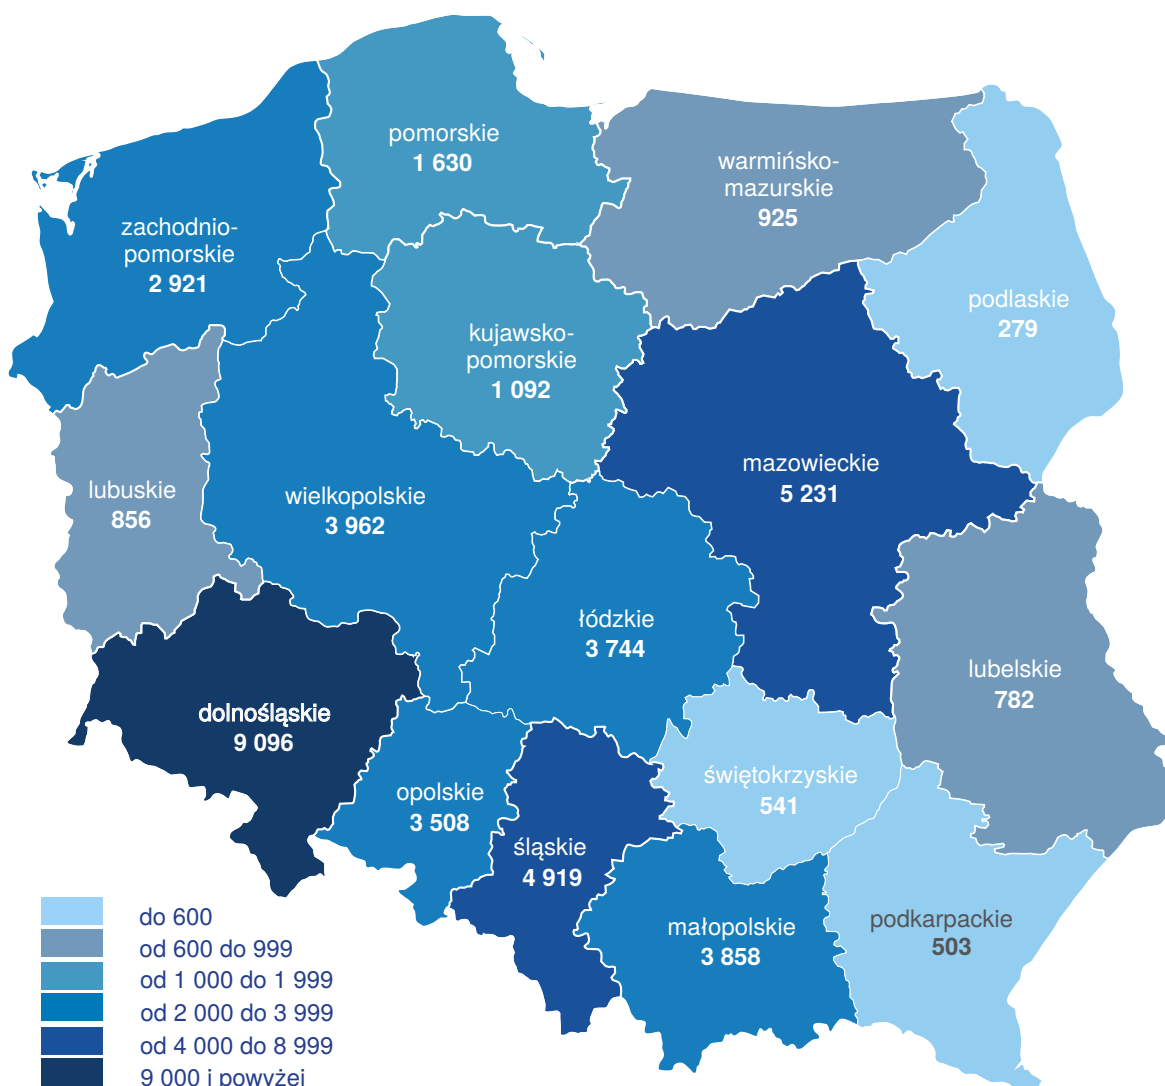 pomorskie
1 630
warmińsko-
mazurskie
925
zachodnio-
pomorskie
2 921
podlaskie
279
kujawsko-
pomorskie
1 092
mazowieckie
5 231
lubuskie
856
wielkopolskie
3 962
łódzkie
3 744
lubelskie
782
dolnośląskie
9 096
świętokrzyskie
541
opolskie
3 508
śląskie
4 919
małopolskie
3 858
podkarpackie
503
do 600
od 600 do 999
od 1 000 do 1 999
od 2 000 do 3 999
od 4 000 do 8 999
9 000 i powyżej